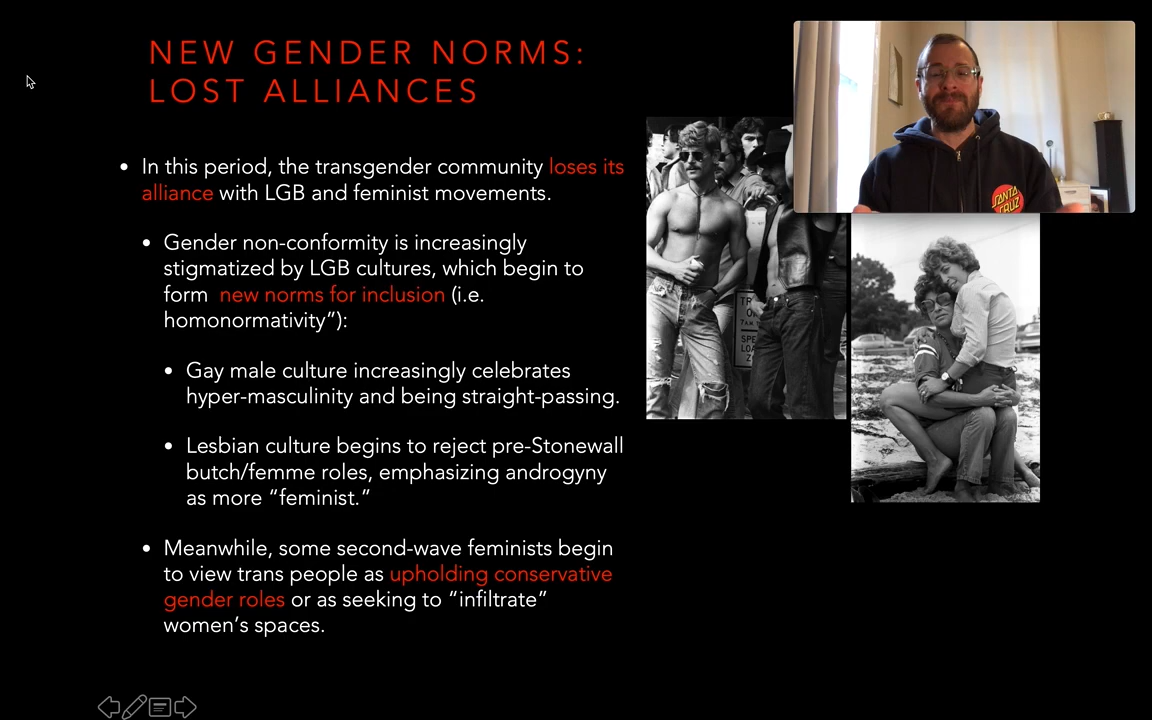 NEW GENDER NORMS:
LOST ALLIANCES
• In this period, the transgender community loses its
alliance with LGB and feminist movements.
• Gender non-conformity is increasingly
stigmatized by LGB cultures, which begin to
form new norms for inclusion (i.e.
homonormativity”):
• Gay male culture increasingly celebrates
hyper-masculinity and being straight-passing.
• Lesbian culture begins to reject pre-Stonewall
butch/femme roles, emphasizing androgyny
as more “feminist.”
• Meanwhile, some second-wave feminists begin
to view trans people as upholding conservative
gender roles or as seeking to “infiltrate”
women’s spaces.
SANTA
CRUZ